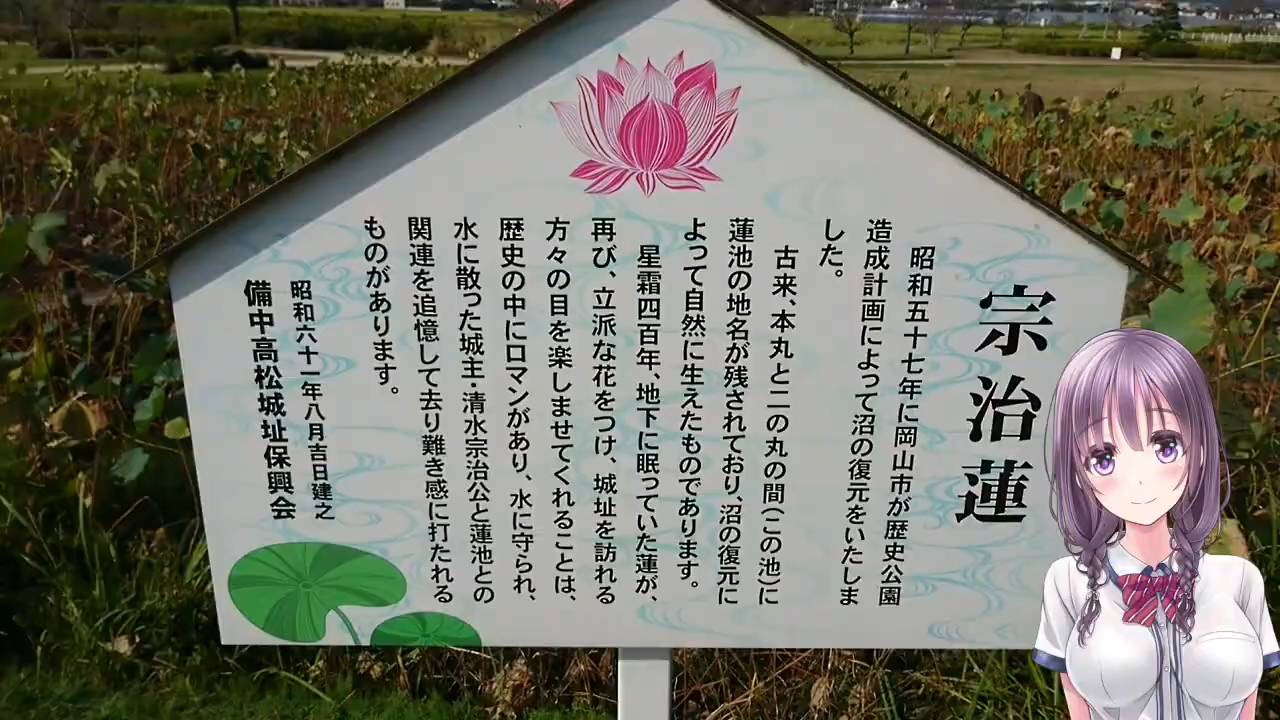 宗治蓮
昭和五十七年に岡山市が歴史公園
造成計画によって沼の復元をいたしま
した。
古来、本丸と二の丸の間(この池)に
蓮池の地名が残されており、沼の復元に
よって自然に生えたものであります。
星霜四百年、地下に眠っていた蓮が、
再び、立派な花をつけ、城址を訪れる
方々の目を楽しませてくれることは、
歴史の中にロマンがあり、水に守られ、
水に散った城主・清水宗治公と蓮池との
関連を追憶して去り難き感に打たれる
ものがあります。
昭和六十一年八月吉日建之
備中高松城址保興会